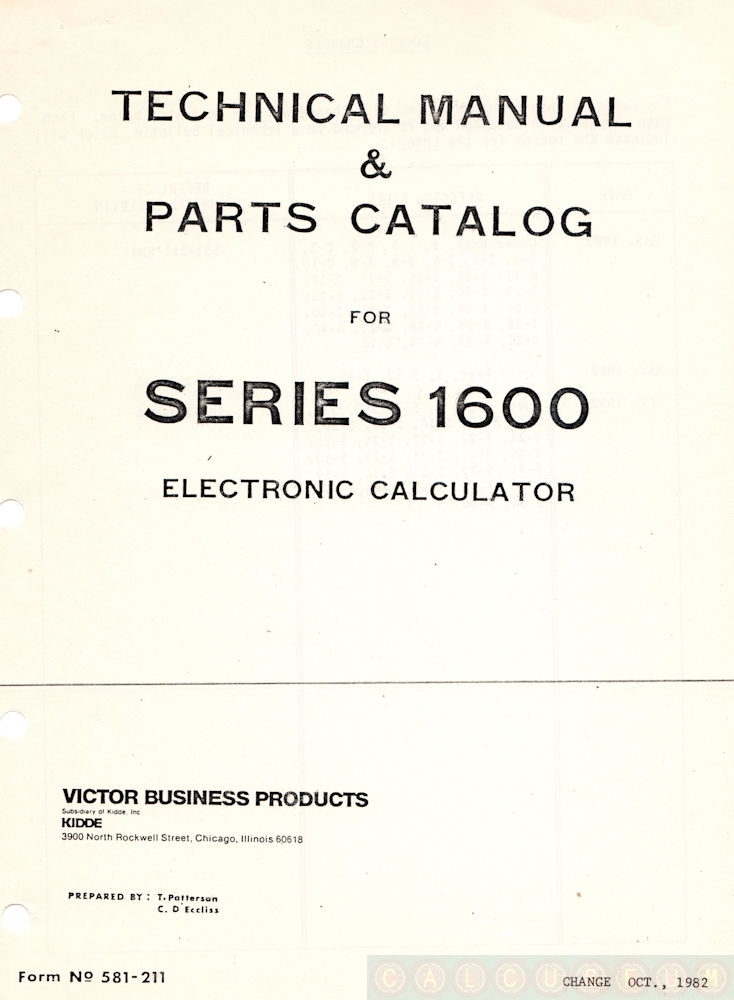 TECHNICAL MANUAL
&
PARTS CATALOG
FOR
SERIES 1600
ELECTRONIC CALCULATOR
VICTOR BUSINESS PRODUCTS
Subsidiary of Kidde, Inc.
KIDDE
3900 North Rockwell Street, Chicago, Illinois 60618
PREPARED BY : T. Patterson
C. D'Eccliss
Form Nº 581-211
CALCUSEUM
CHANGE OCT., 1982